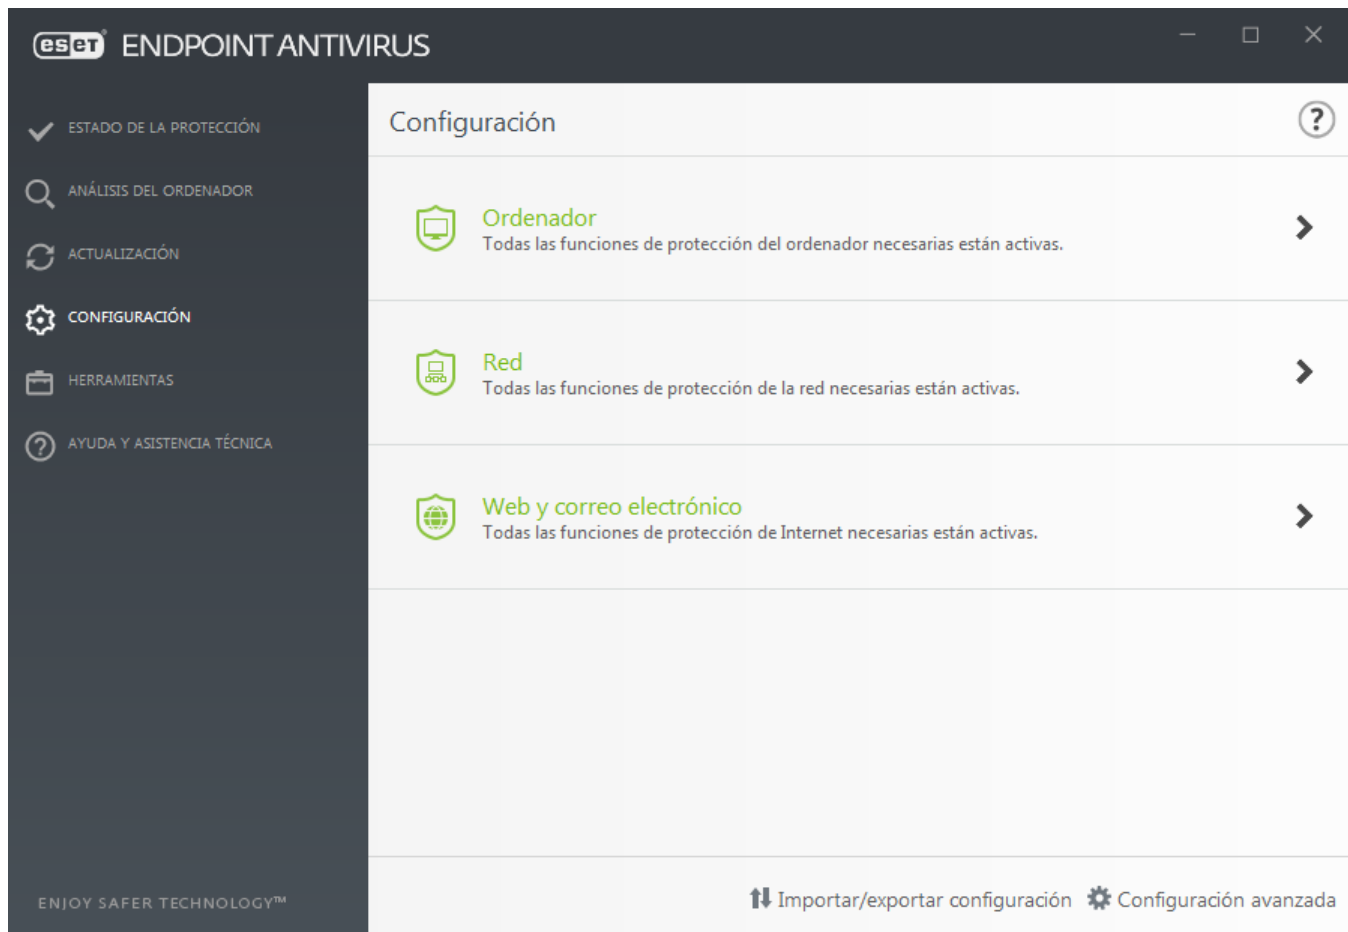 eset ENDPOINT ANTIVIRUS
ESTADO DE LA PROTECCIÓN
ANÁLISIS DEL ORDENADOR
ACTUALIZACIÓN
CONFIGURACIÓN
HERRAMIENTAS
AYUDA Y ASISTENCIA TÉCNICA
ENJOY SAFER TECHNOLOGY™
Configuración
?
Ordenador
Todas las funciones de protección del ordenador necesarias están activas.
Red
Todas las funciones de protección de la red necesarias están activas.
Web y correo electrónico
Todas las funciones de protección de Internet necesarias están activas.
Importar/exportar configuración Configuración avanzada